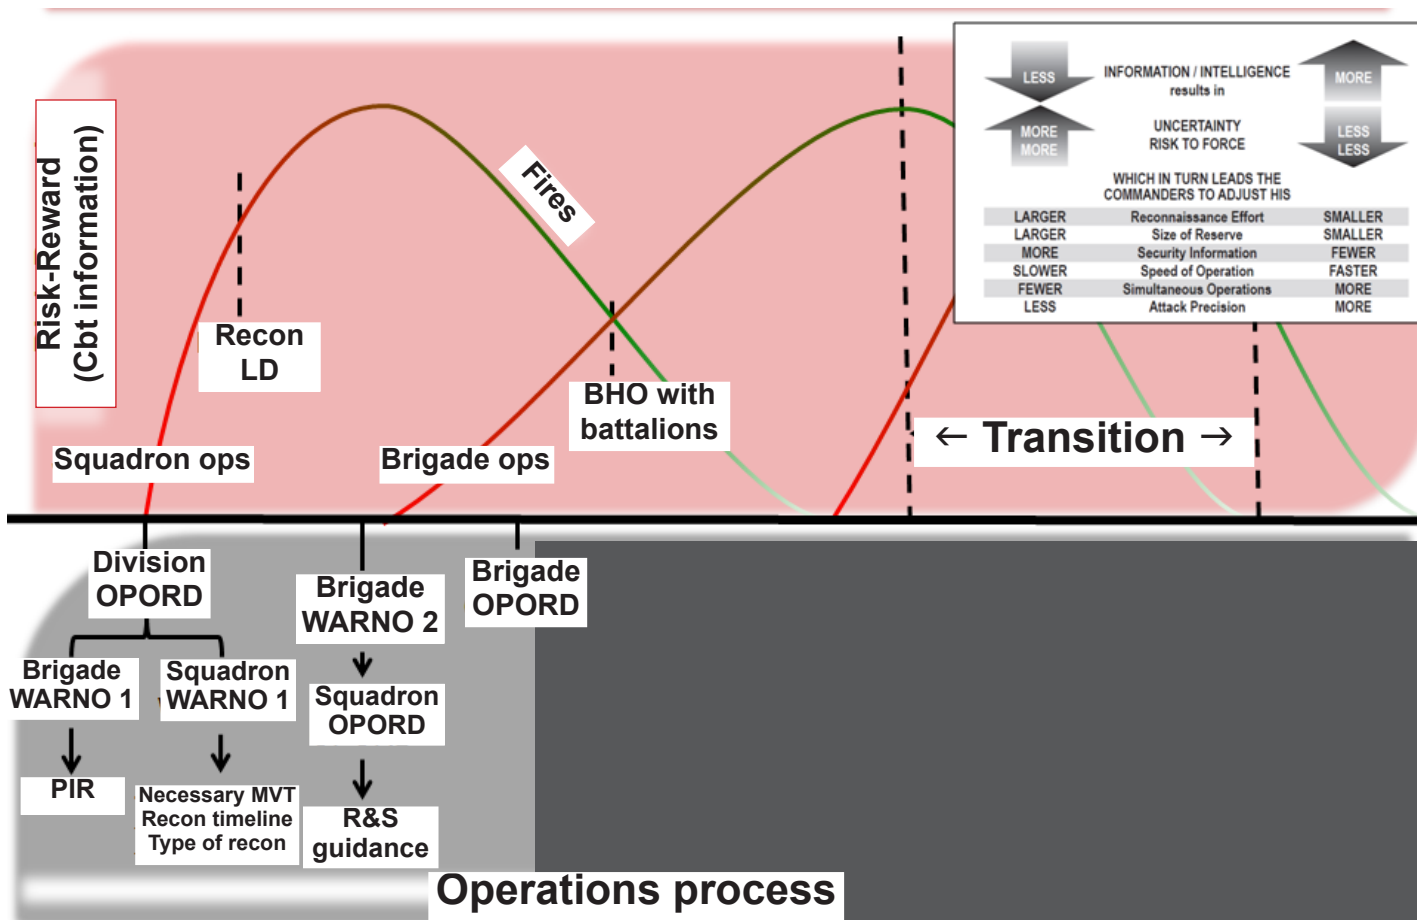 Risk-Reward
(Cbt information)
Recon
LD
Squadron ops
Fires
Brigade ops
BHO with
battalions
← Transition →
LESS
INFORMATION / INTELLIGENCE
results in
MORE
MORE
MORE
UNCERTAINTY
RISK TO FORCE
LESS
LESS
WHICH IN TURN LEADS THE
COMMANDERS TO ADJUST HIS
LARGER Reconnaissance Effort SMALLER
LARGER Size of Reserve SMALLER
MORE Security Information FEWER
SLOWER Speed of Operation FASTER
FEWER Simultaneous Operations MORE
LESS Attack Precision MORE
Division
OPORD
Brigade
WARNO 1
PIR
Squadron
WARNO 1
Necessary MVT
Recon timeline
Type of recon
Brigade
WARNO 2
Squadron
OPORD
R&S
guidance
Brigade
OPORD
Operations process